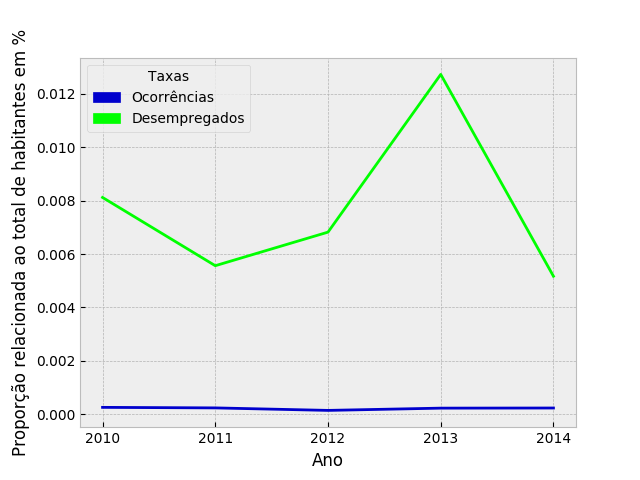 Proporção relacionada ao total de habitantes em %
Taxas
Ocorrências
Desempregados
0.012
0.010
0.008
0.006
0.004
0.002
0.000
2010 2011 2012 2013 2014
Ano